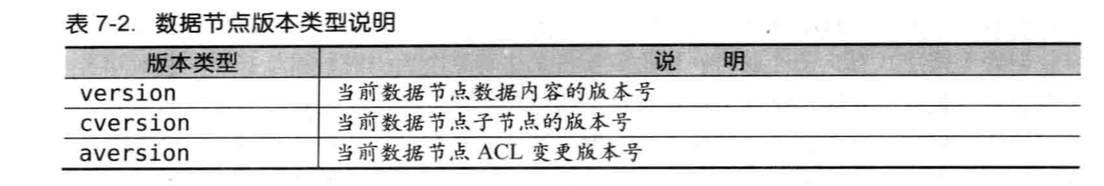 表 7-2. 数据节点版本类型说明
版本类型 说 明
version 当前数据节点数据内容的版本号
cversion 当前数据节点子节点的版本号
aversion 当前数据节点 ACL 变更版本号